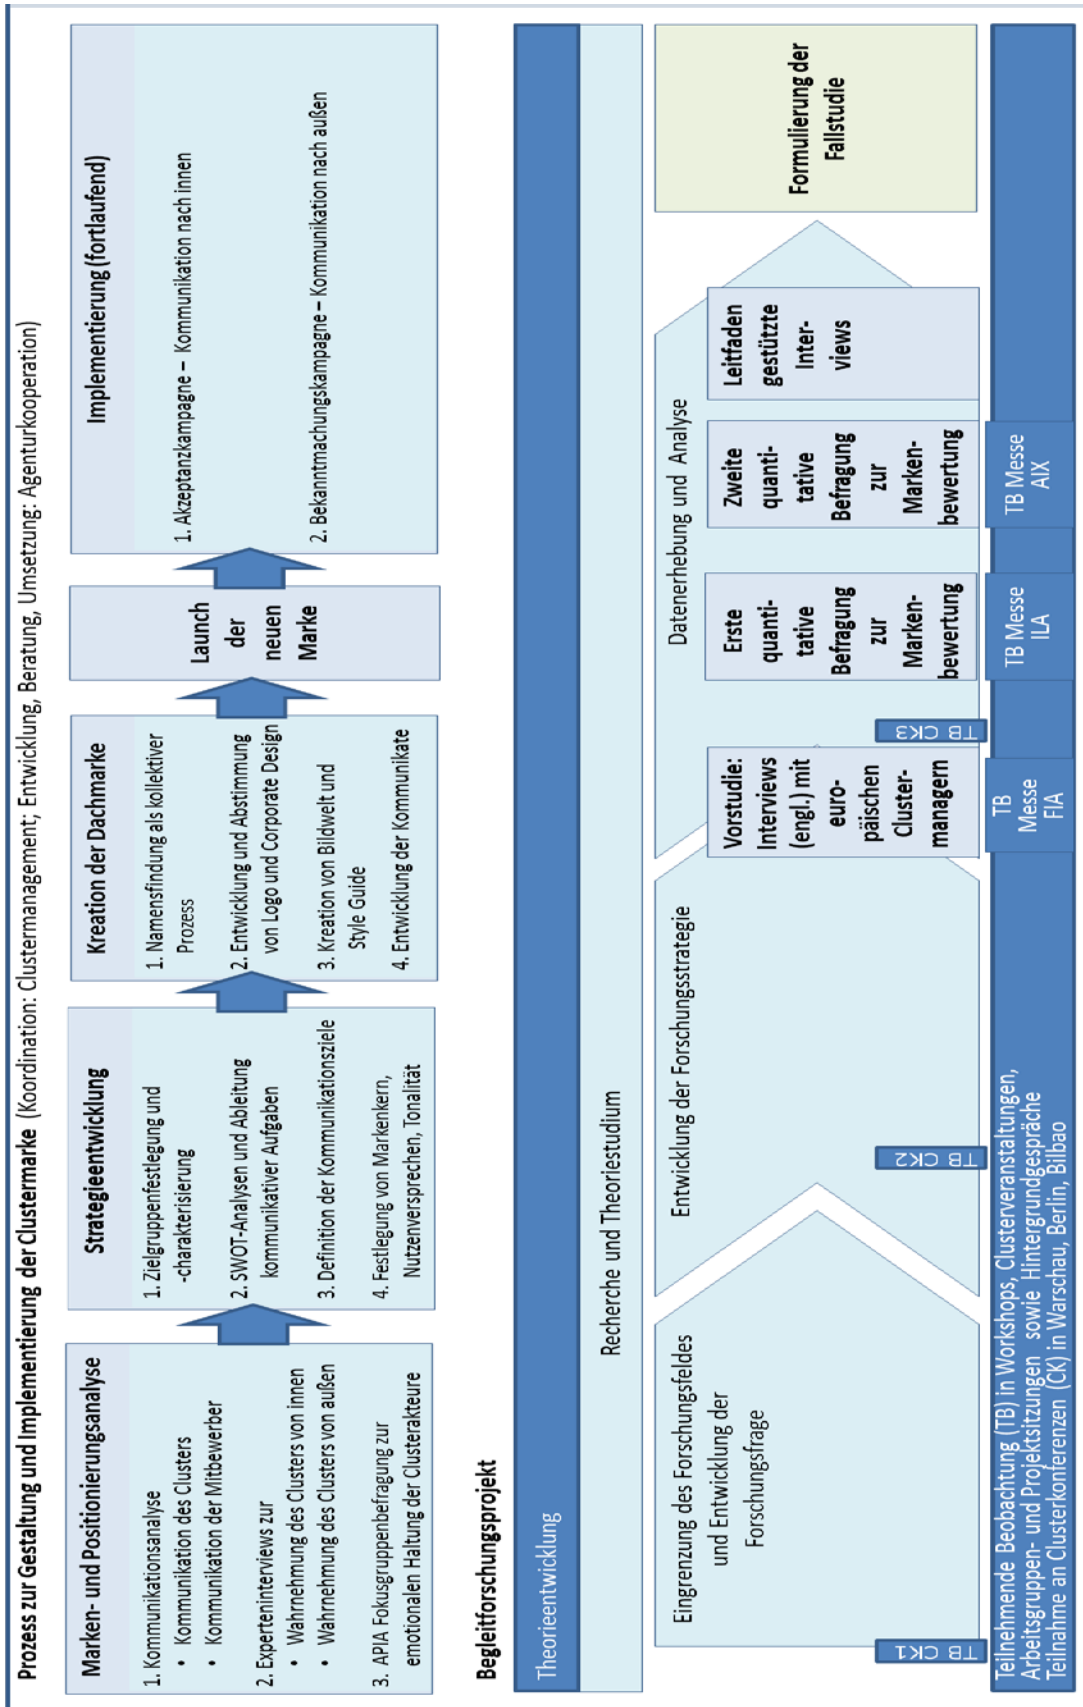 Prozess zur Gestaltung und Implementierung der Clustermarke (Koordination: Clustermanagement; Entwicklung, Beratung, Umsetzung: Agenturkooperation)
Marken- und Positionierungsanalyse
1. Kommunikationsanalyse
• Kommunikation des Clusters
• Kommunikation der Mitbewerber
2. Experteninterviews zur
• Wahrnehmung des Clusters von innen
• Wahrnehmung des Clusters von außen
3. APIA Fokusgruppenbefragung zur
emotionalen Haltung der Clusterakteure
Strategieentwicklung
1. Zielgruppenfestlegung und
-charakterisierung
2. SWOT-Analysen und Ableitung
kommunikativer Aufgaben
3. Definition der Kommunikationsziele
4. Festlegung von Markenkern,
Nutzenversprechen, Tonalität
Kreation der Dachmarke
1. Namensfindung als kollektiver
Prozess
2. Entwicklung und Abstimmung
von Logo und Corporate Design
3. Kreation von Bildwelt und
Style Guide
4. Entwicklung der Kommunikate
Launch
der
neuen
Marke
Implementierung (fortlaufend)
1. Akzeptanzkampagne – Kommunikation nach innen
2. Bekanntmachungskampagne – Kommunikation nach außen
Begleitforschungsprojekt
Theorieentwicklung
Recherche und Theoriestudium
Eingrenzung des Forschungsfeldes
und Entwicklung der
Forschungsfrage
TB CK1
Entwicklung der Forschungsstrategie
TB CK2
Datenerhebung und Analyse
Vorstudie:
Interviews
(engl.) mit
euro-
päischen
Cluster-
managern
TB CK3
Erste
quanti-
tative
Befragung
zur
Marken-
bewertung
Zweite
quanti-
tative
Befragung
zur
Marken-
bewertung
Leitfaden
gestützte
Inter-
views
Formulierung der
Fallstudie
TB
Messe
FIA
TB Messe
ILA
TB Messe
AIX
Teilnehmende Beobachtung (TB) in Workshops, Clusterveranstaltungen,
Arbeitsgruppen- und Projektsitzungen sowie Hintergrundgespräche
Teilnahme an Clusterkonferenzen (CK) in Warschau, Berlin, Bilbao